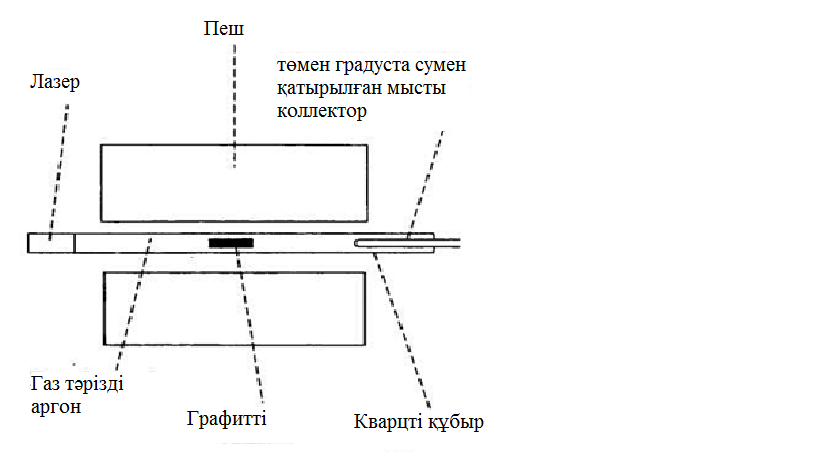 Пеш
Лазер
төмен градуста сумен
қатырылған мысты
коллектор
Газ тәрізді
аргон
Графитті
Кварцті құбыр